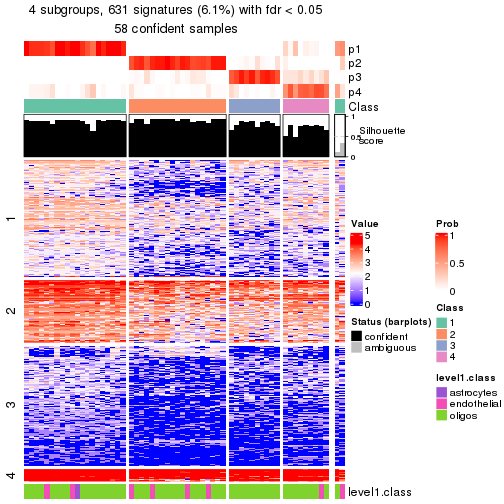 4 subgroups, 631 signatures (6.1%) with fdr < 0.05
58 confident samples
p1
p2
p3
p4
Class
1
0.5
0
Silhouette
score
1
2
3
4
level1.class
Value
5
4
3
2
1
0
Status (barplots)
confident
ambiguous
Prob
1
0.5
0
Class
1
2
3
4
level1.class
astrocytes
endothelial
oligos